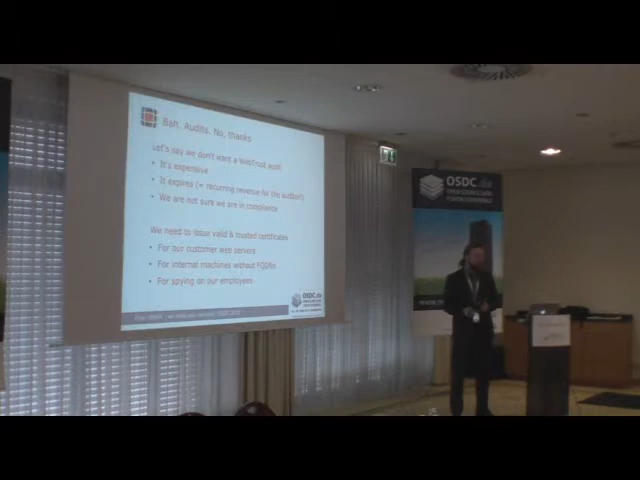 Bah. Audits. No, thanks
Let's say we don't want a WebTrust audit
• It's expensive
• It expires (= recurring revenue for the auditor!)
• We are not sure we are in compliance
We need to issue valid & trusted certificates
• For our customer web servers
• For internal machines without FQDNs
• For spying on our employees
OSDC.de
OSDC.de